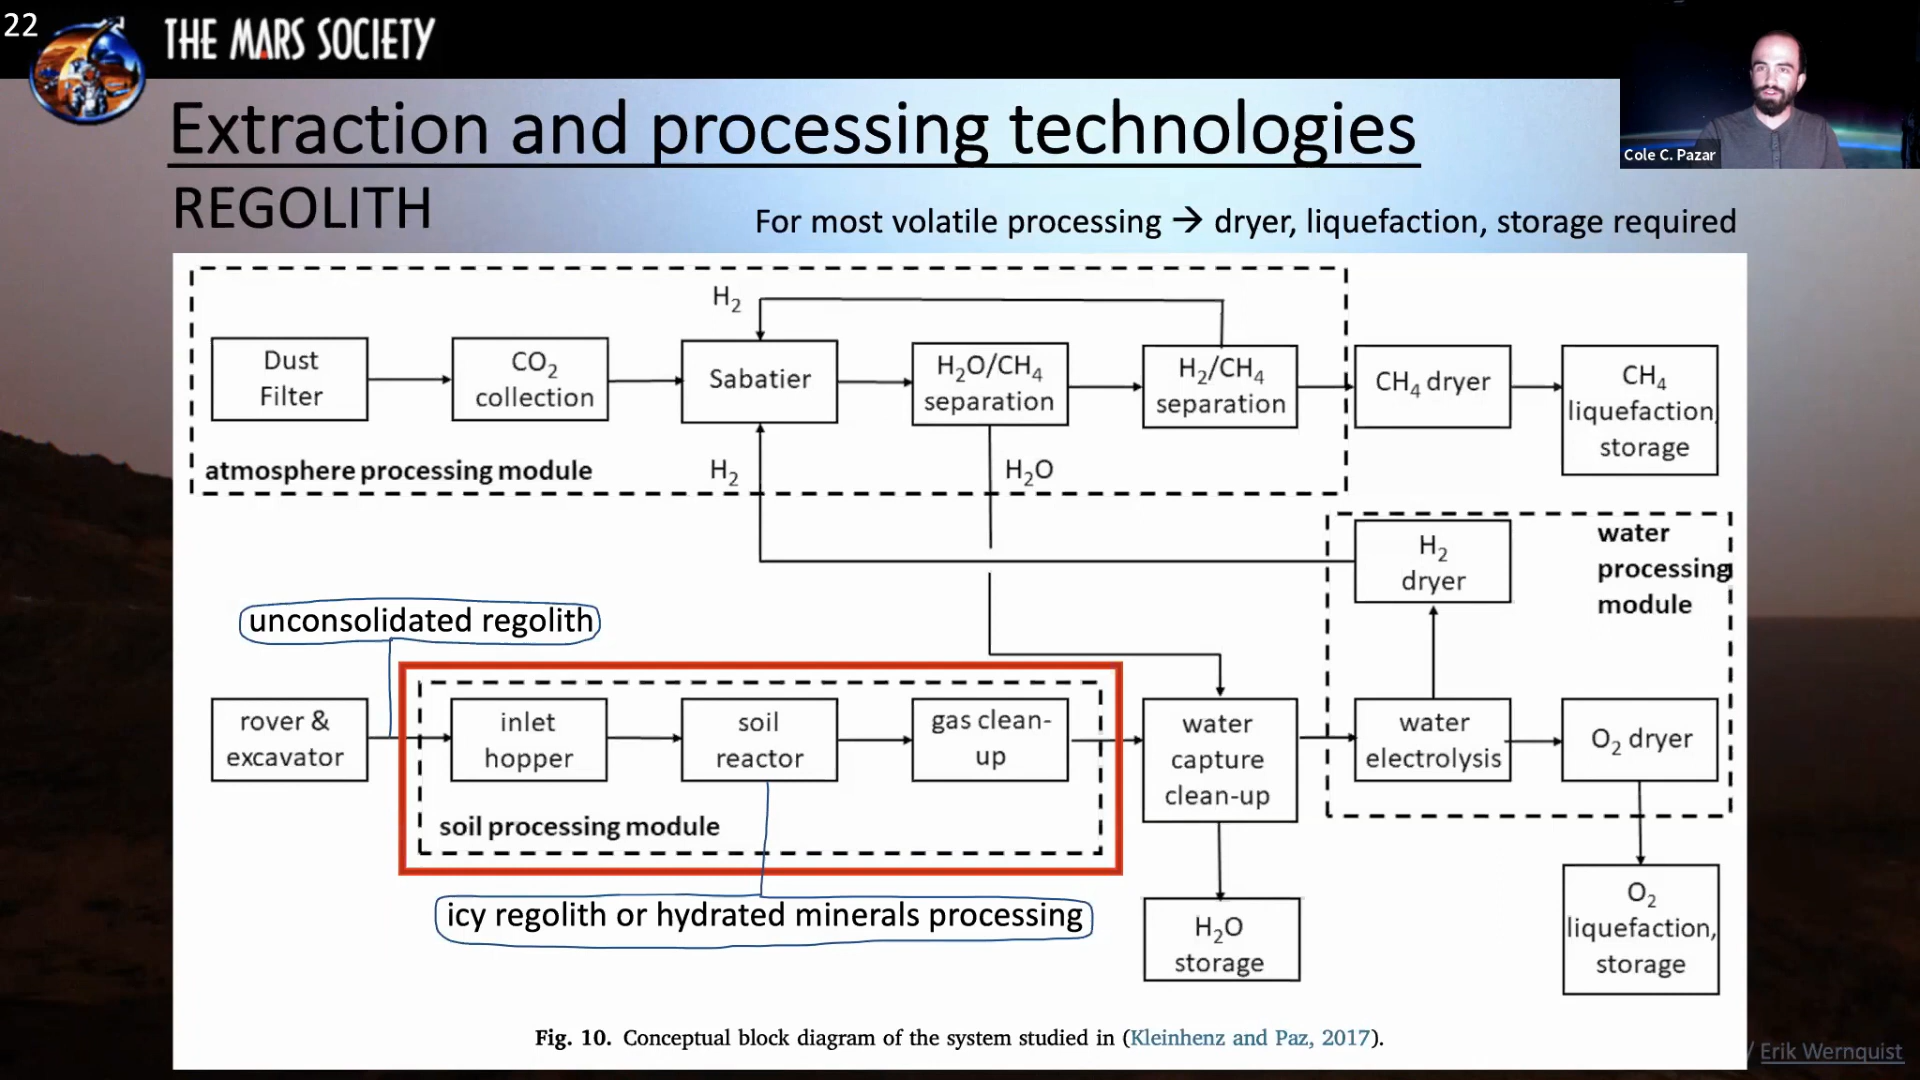 22
THE MARS SOCIETY
Cole C. Pazar
Extraction and processing technologies
REGOLITH
For most volatile processing → dryer, liquefaction, storage required
H₂
Dust
Filter
CO₂
collection
Sabatier
H₂O/CH₄
separation
H₂/CH₄
separation
CH₄ dryer
CH₄
liquefaction,
storage
atmosphere processing module
H₂
H₂O
H₂
dryer
water
processing
module
unconsolidated regolith
rover &
excavator
inlet
hopper
soil
reactor
gas clean-
up
water
capture
clean-up
water
electrolysis
O₂ dryer
soil processing module
icy regolith or hydrated minerals processing
H₂O
storage
O₂
liquefaction,
storage
Fig. 10. Conceptual block diagram of the system studied in (Kleinhenz and Paz, 2017).
/ Erik Wernquist